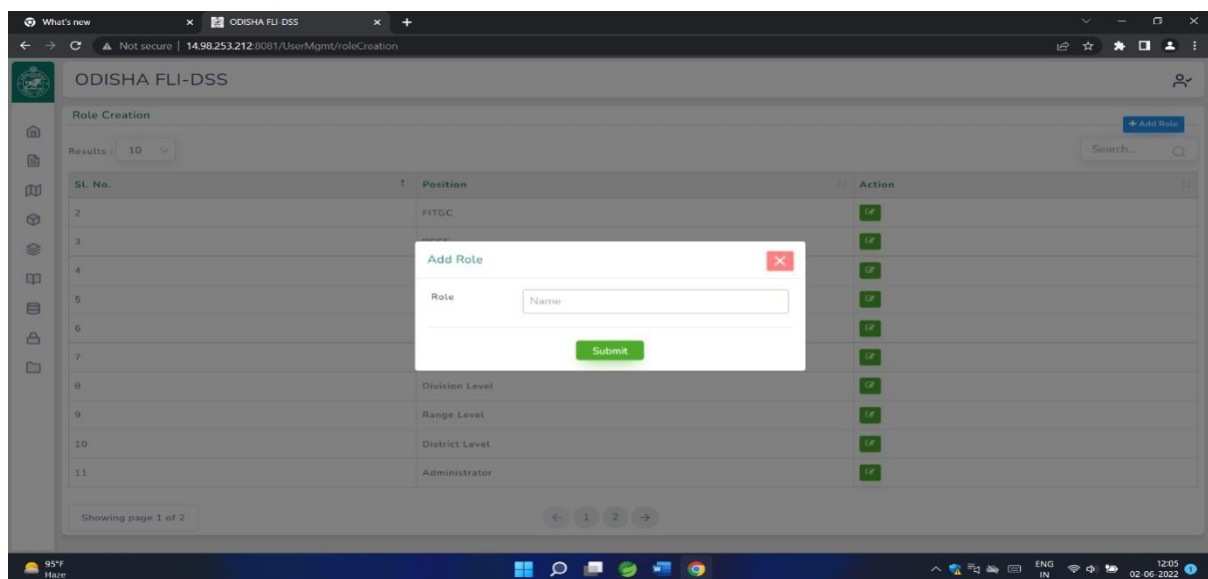 What's new
ODISHA FLI-DSS
Not secure | 14.98.253.212:8081/UserMgmt/roleCreation
ODISHA FLI-DSS
Role Creation
+ Add Role
Results : 10
Search...
Sl. No. Position Action
2 FITGC
3
4
5
6
7
8 Division Level
9 Range Level
10 District Level
11 Administrator
Add Role
Role Name
Submit
Showing page 1 of 2
← 1 2 →
95°F
Haze
ENG
IN
12:05
02-06-2022
1